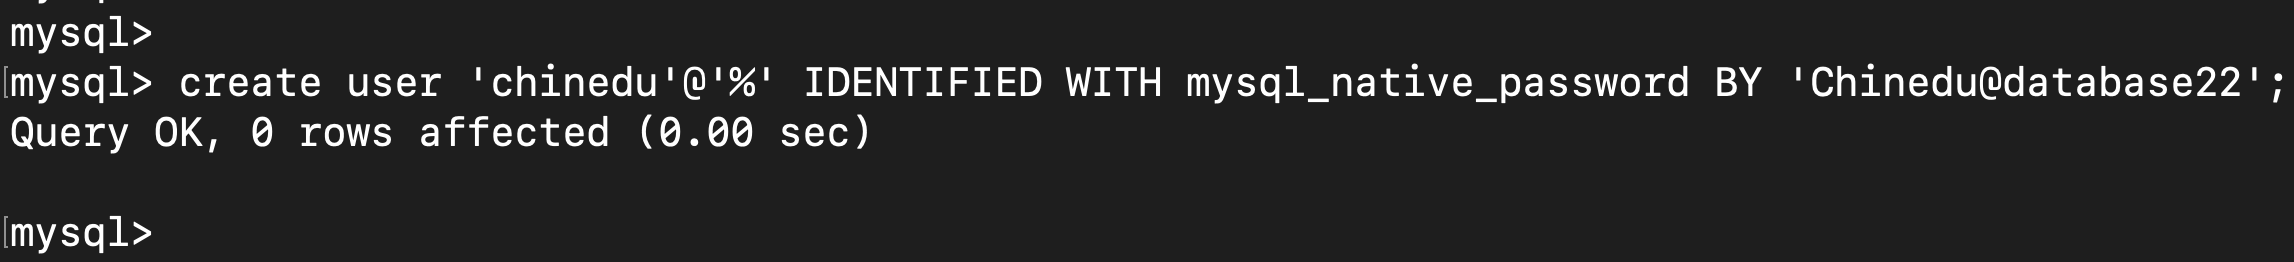 mysql>
[mysql> create user 'chinedu'@'%' IDENTIFIED WITH mysql_native_password BY 'Chinedu@database22';
Query OK, 0 rows affected (0.00 sec)
[mysql>